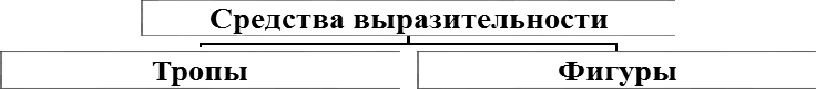 Средства выразительности
Тропы
Фигуры